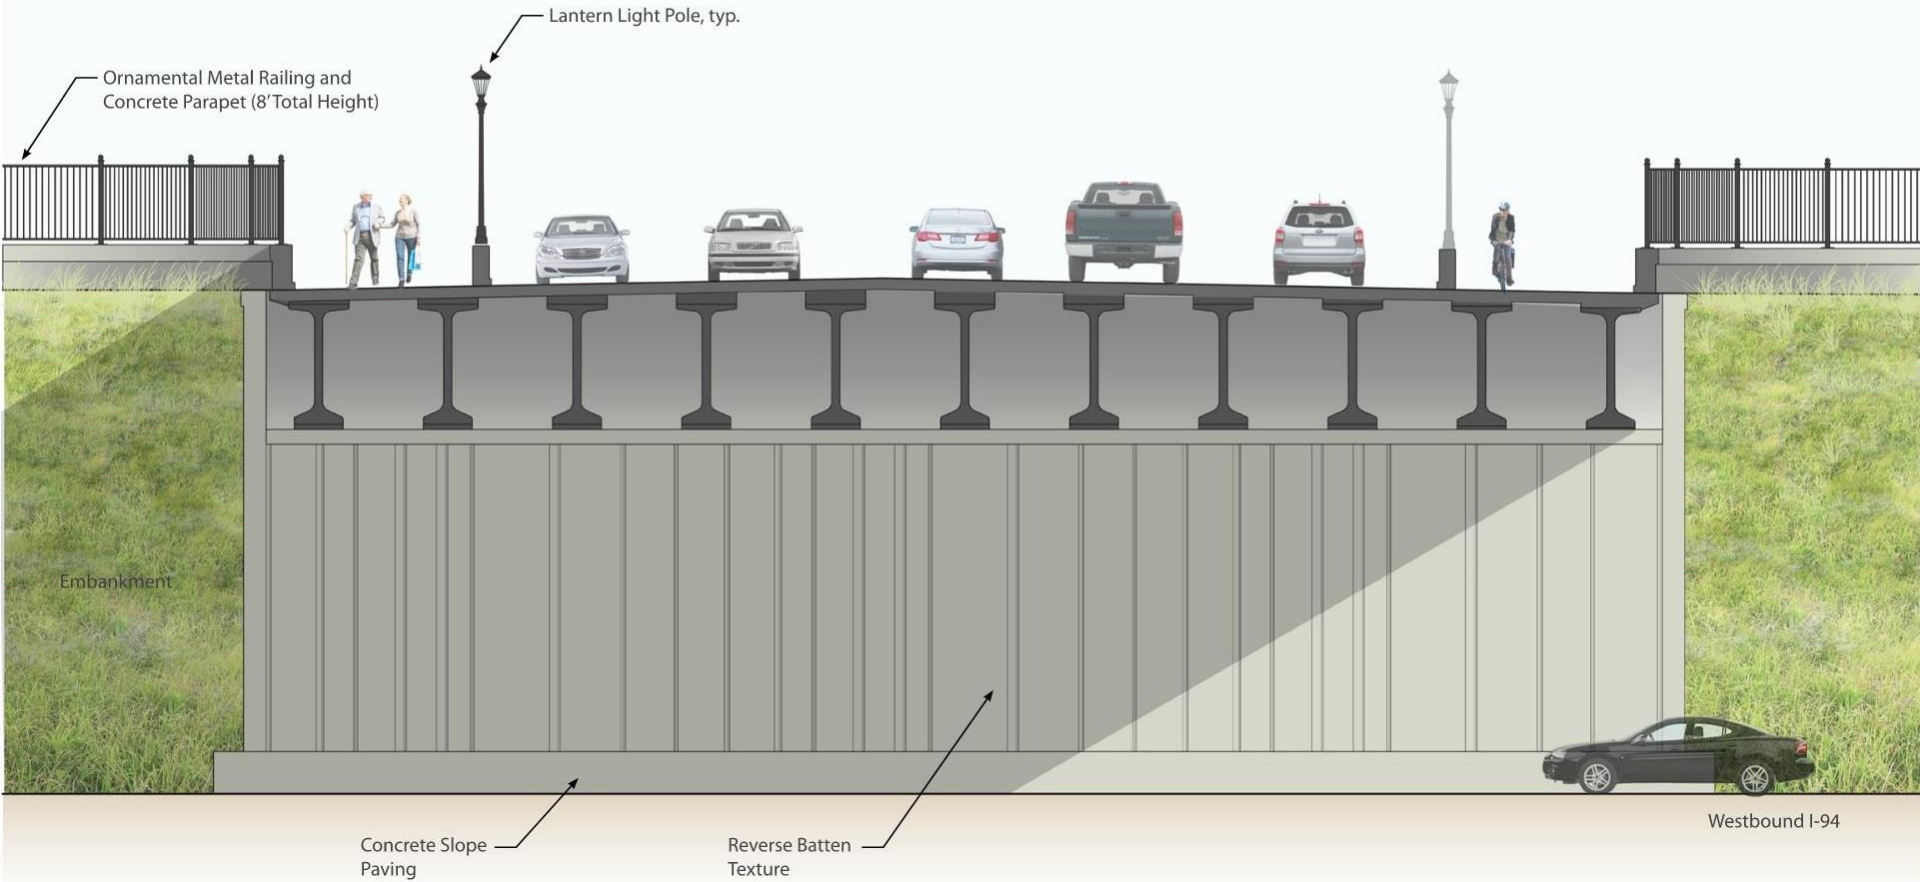 Lantern Light Pole, typ.
Ornamental Metal Railing and
Concrete Parapet (8' Total Height)
Embankment
Westbound I-94
Concrete Slope
Paving
Reverse Batten
Texture